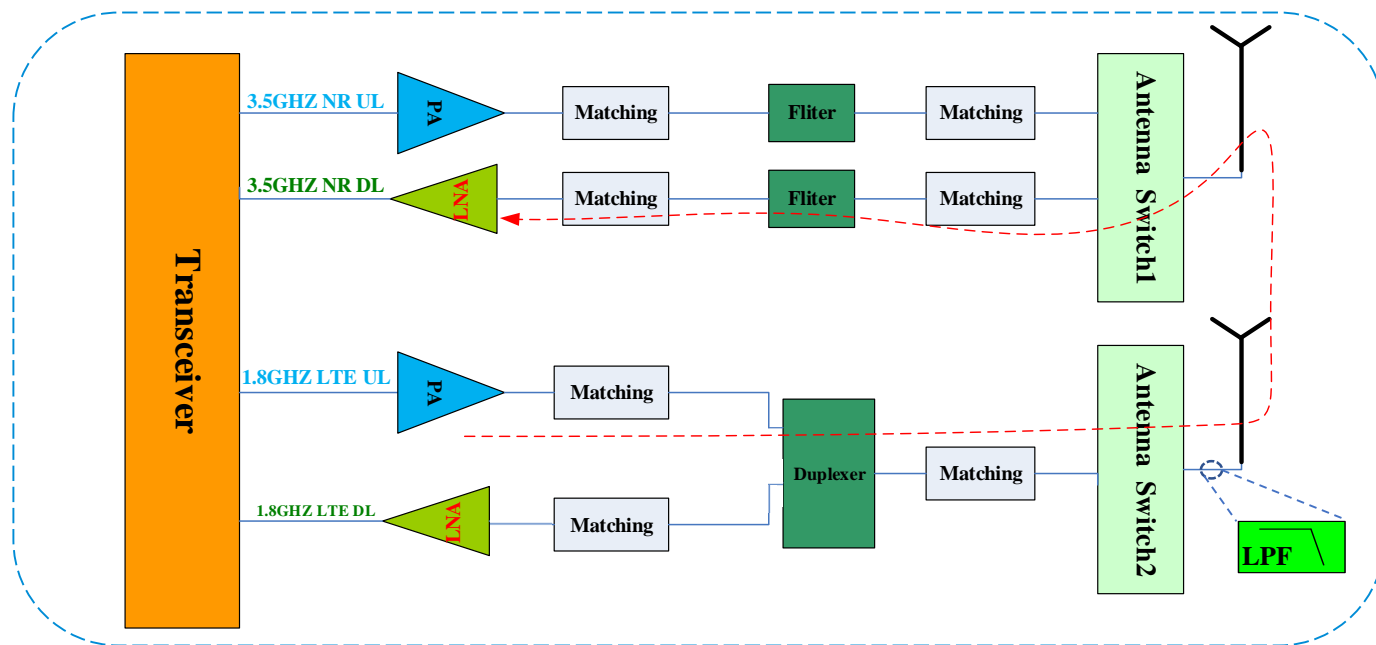 Transceiver
3.5GHZ NR UL
PA
Matching
Fliter
Matching
3.5GHZ NR DL
LNA
Matching
Fliter
Matching
Antenna Switch1
1.8GHZ LTE UL
PA
Matching
Duplexer
Matching
1.8GHZ LTE DL
LNA
Matching
Antenna Switch2
LPF